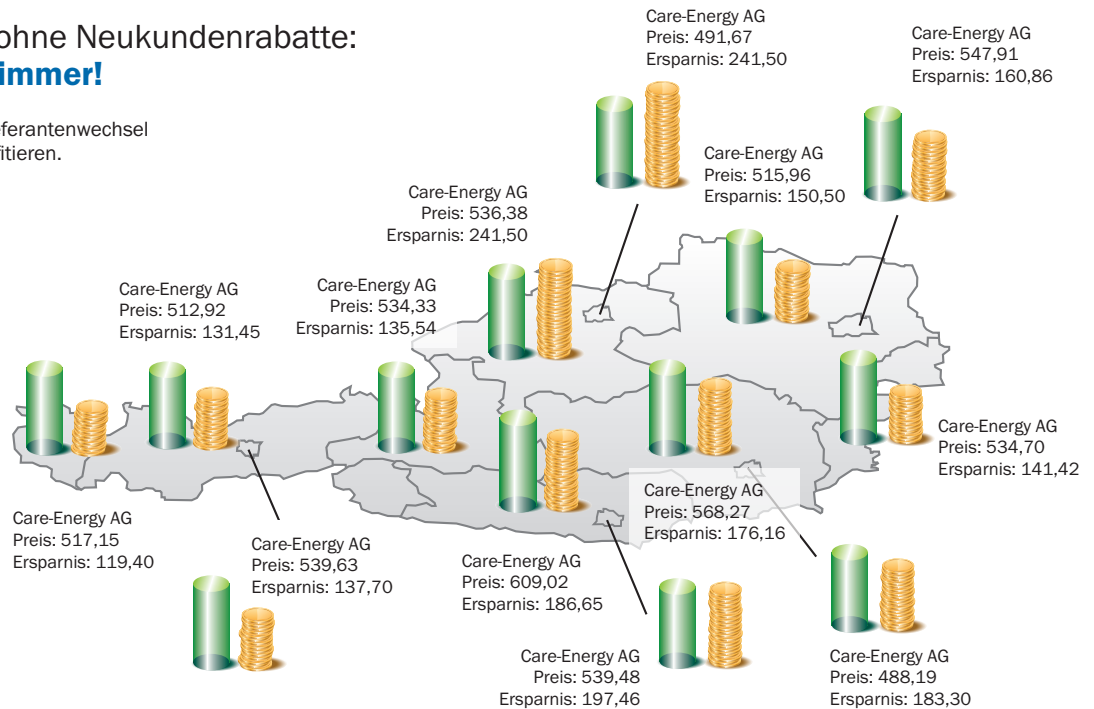 ohne Neukundenrabatte:
immer!
eferantenwechsel
fitieren.
Care-Energy AG
Preis: 491,67
Ersparnis: 241,50
Care-Energy AG
Preis: 547,91
Ersparnis: 160,86
Care-Energy AG
Preis: 515,96
Ersparnis: 150,50
Care-Energy AG
Preis: 536,38
Ersparnis: 241,50
Care-Energy AG
Preis: 534,33
Ersparnis: 135,54
Care-Energy AG
Preis: 512,92
Ersparnis: 131,45
Care-Energy AG
Preis: 534,70
Ersparnis: 141,42
Care-Energy AG
Preis: 568,27
Ersparnis: 176,16
Care-Energy AG
Preis: 517,15
Ersparnis: 119,40
Care-Energy AG
Preis: 539,63
Ersparnis: 137,70
Care-Energy AG
Preis: 609,02
Ersparnis: 186,65
Care-Energy AG
Preis: 539,48
Ersparnis: 197,46
Care-Energy AG
Preis: 488,19
Ersparnis: 183,30